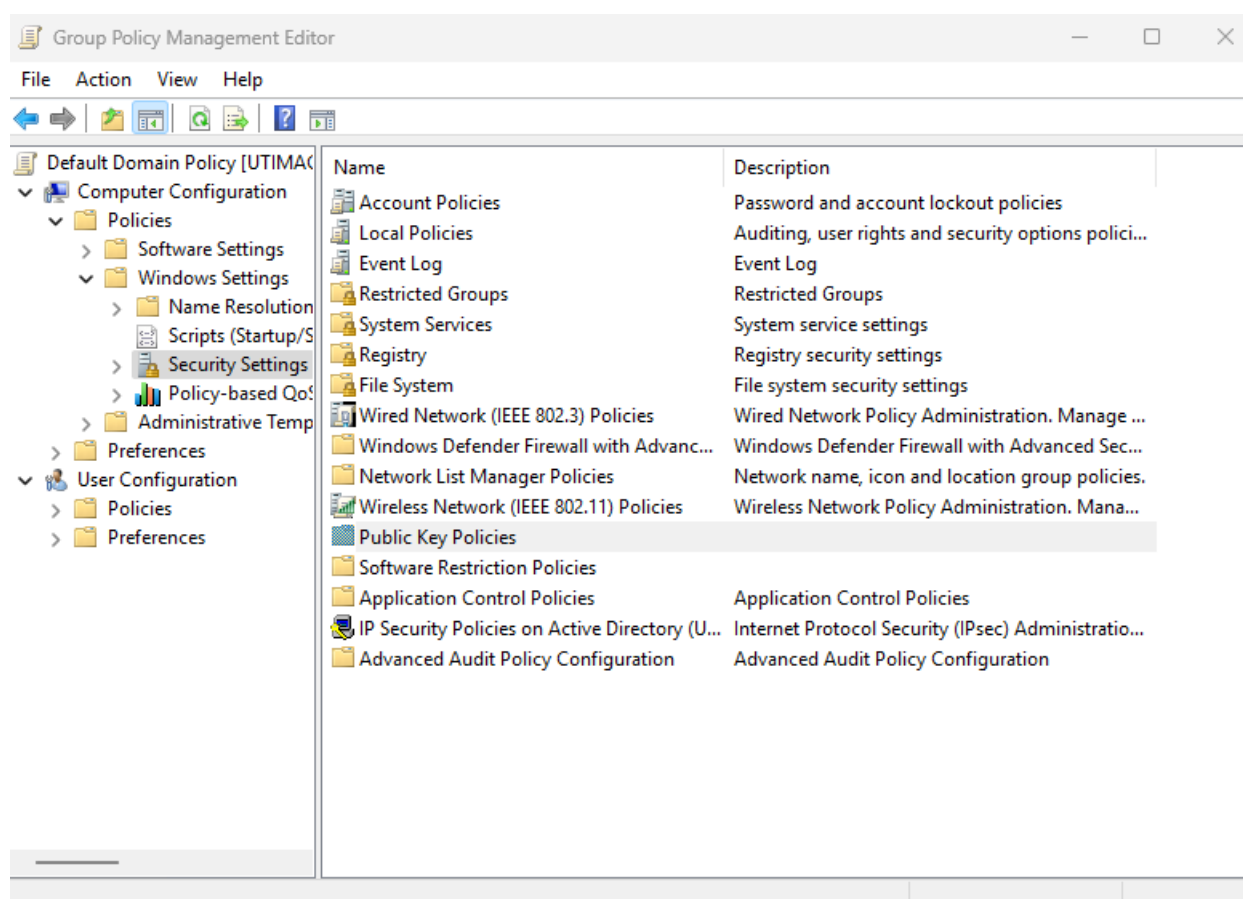 Group Policy Management Editor
File Action View Help
Default Domain Policy [UTIMAC
Computer Configuration
Policies
Software Settings
Windows Settings
Name Resolution
Scripts (Startup/S
Security Settings
Policy-based QoS
Administrative Temp
Preferences
User Configuration
Policies
Preferences
Name Description
Account Policies Password and account lockout policies
Local Policies Auditing, user rights and security options polici...
Event Log Event Log
Restricted Groups Restricted Groups
System Services System service settings
Registry Registry security settings
File System File system security settings
Wired Network (IEEE 802.3) Policies Wired Network Policy Administration. Manage ...
Windows Defender Firewall with Advanc... Windows Defender Firewall with Advanced Sec...
Network List Manager Policies Network name, icon and location group policies.
Wireless Network (IEEE 802.11) Policies Wireless Network Policy Administration. Mana...
Public Key Policies
Software Restriction Policies
Application Control Policies Application Control Policies
IP Security Policies on Active Directory (U... Internet Protocol Security (IPsec) Administratio...
Advanced Audit Policy Configuration Advanced Audit Policy Configuration